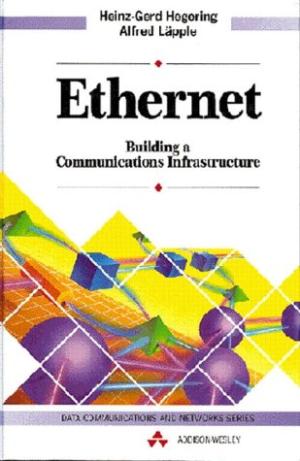 Heinz-Gerd Hegering
Alfred Läpple
Ethernet
Building a
Communications Infrastructure
DATA COMMUNICATIONS AND NETWORKS SERIES
ADDISON-WESLEY